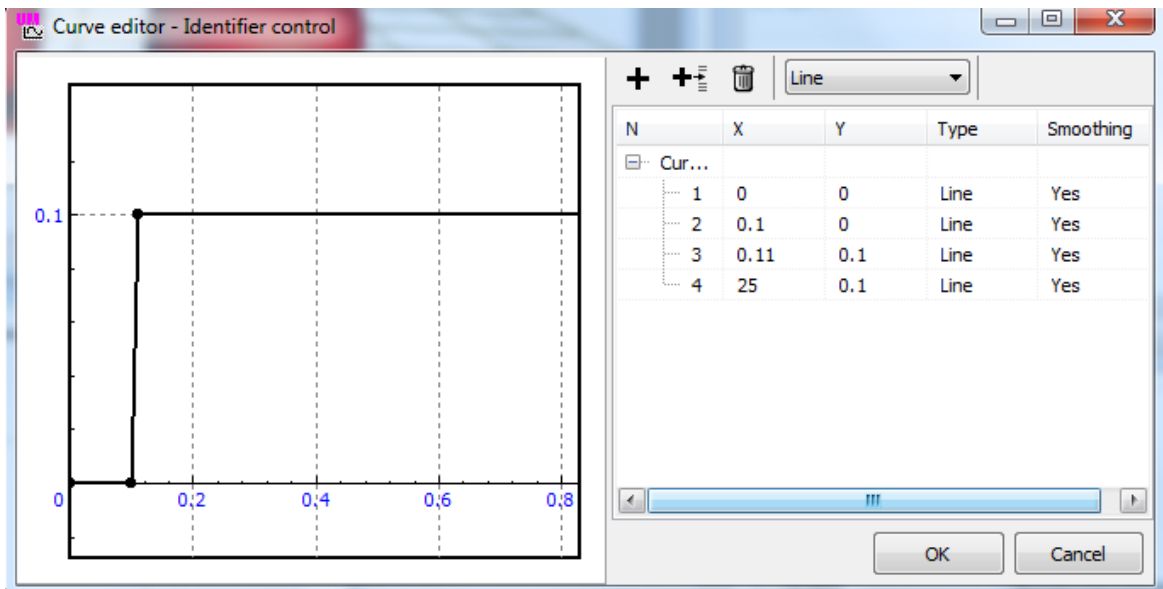 Curve editor - Identifier control
Line
N X Y Type Smoothing
Cur...
1 0 0 Line Yes
2 0.1 0 Line Yes
3 0.11 0.1 Line Yes
4 25 0.1 Line Yes
0.1
0 0.2 0.4 0.6 0.8
OK Cancel